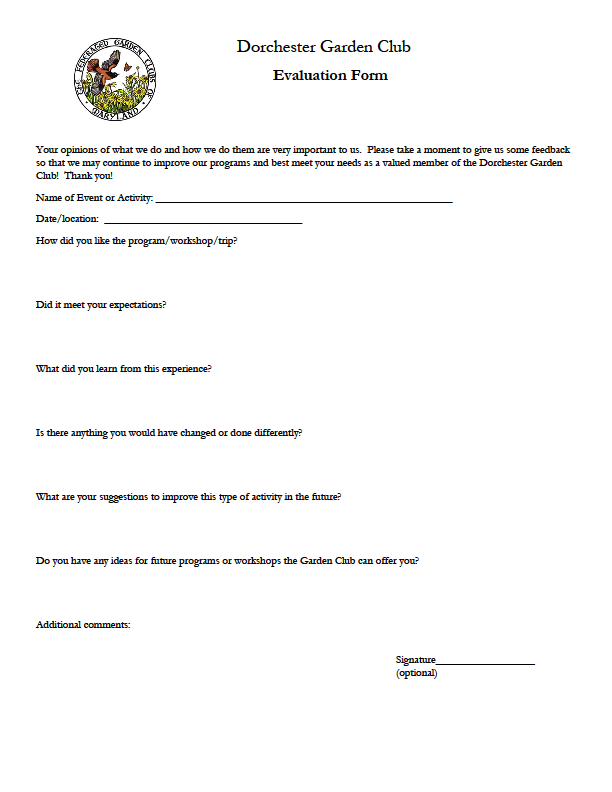 THE FEDERATED GARDEN CLUBS OF MARYLAND
Dorchester Garden Club
Evaluation Form
Your opinions of what we do and how we do them are very important to us.  Please take a moment to give us some feedback
so that we may continue to improve our programs and best meet your needs as a valued member of the Dorchester Garden
Club!  Thank you!
Name of Event or Activity: ______________________________________________________
Date/location:  ____________________________________
How did you like the program/workshop/trip?
Did it meet your expectations?
What did you learn from this experience?
Is there anything you would have changed or done differently?
What are your suggestions to improve this type of activity in the future?
Do you have any ideas for future programs or workshops the Garden Club can offer you?
Additional comments:
Signature__________________
(optional)